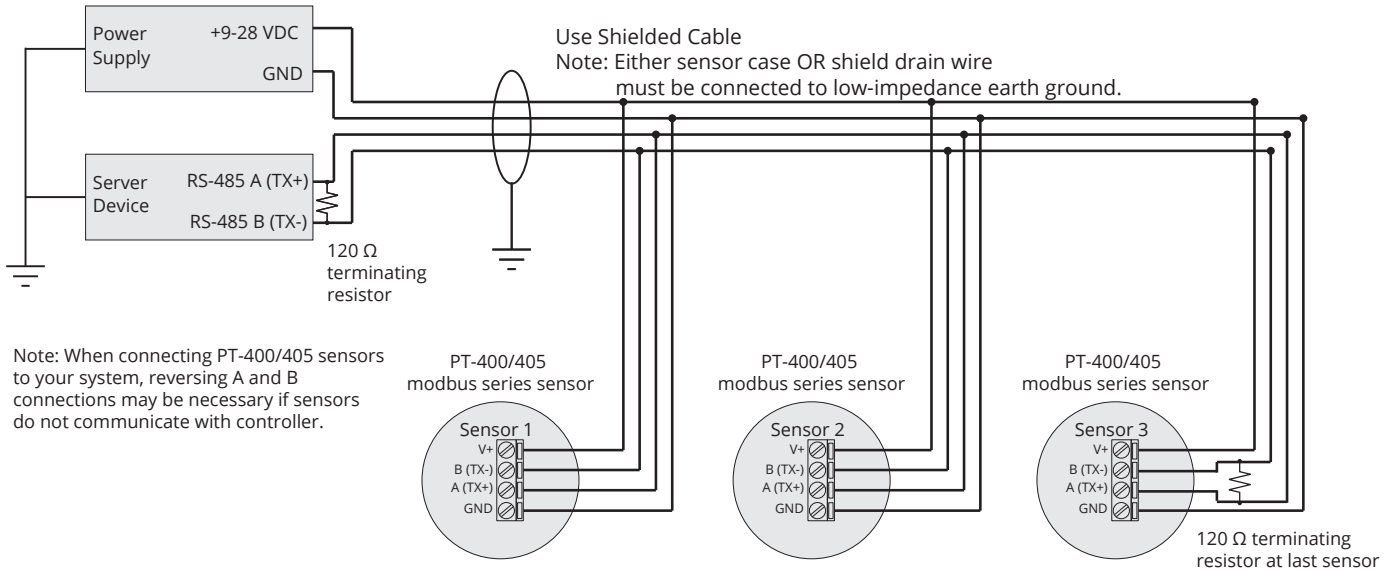 Power
Supply
+9-28 VDC
GND
Use Shielded Cable
Note: Either sensor case OR shield drain wire
must be connected to low-impedance earth ground.
Server
Device
RS-485 A (TX+)
RS-485 B (TX-)
120 Ω
terminating
resistor
Note: When connecting PT-400/405 sensors
to your system, reversing A and B
connections may be necessary if sensors
do not communicate with controller.
PT-400/405
modbus series sensor
Sensor 1
V+
B (TX-)
A (TX+)
GND
PT-400/405
modbus series sensor
Sensor 2
V+
B (TX-)
A (TX+)
GND
PT-400/405
modbus series sensor
Sensor 3
V+
B (TX-)
A (TX+)
GND
120 Ω terminating
resistor at last sensor